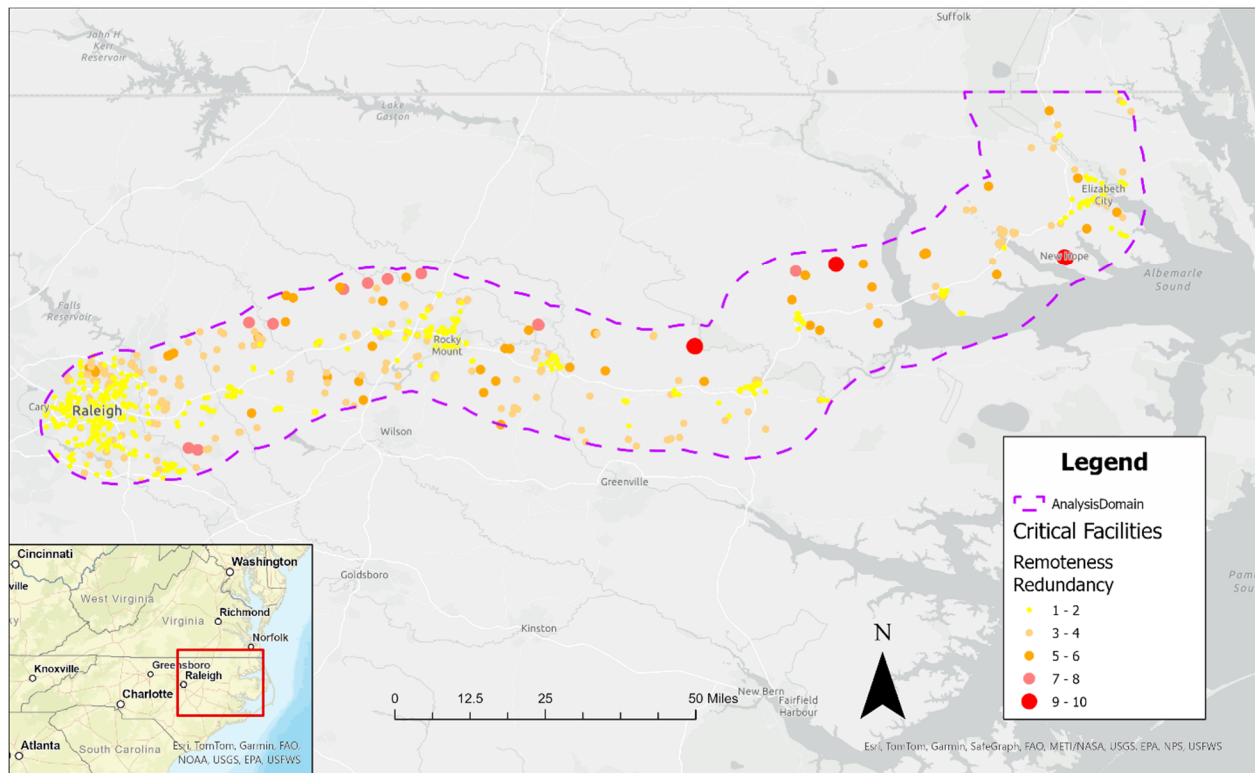 Suffolk
John H
Kerr
Reservoir
Lake
Gaston
Elizabeth
City
New Hope
Albemarle
Sound
Falls
Reservoir
Rocky
Mount
Cary
Raleigh
Wilson
Greenville
Goldsboro
Kinston
New Bern
Fairfield
Harbour
Pam
Sou
Legend
AnalysisDomain
Critical Facilities
Remoteness
Redundancy
1 - 2
3 - 4
5 - 6
7 - 8
9 - 10
N
0 12.5 25 50 Miles
Esri, TomTom, Garmin, SafeGraph, FAO, METI/NASA, USGS, EPA, NPS, USFWS
Cincinnati
Washington
ville
West Virginia
Richmond
Virginia
ky
Norfolk
Knoxville
Greensboro
Raleigh
Charlotte
Atlanta
South Carolina
Esri, TomTom, Garmin, FAO,
NOAA, USGS, EPA, USFWS